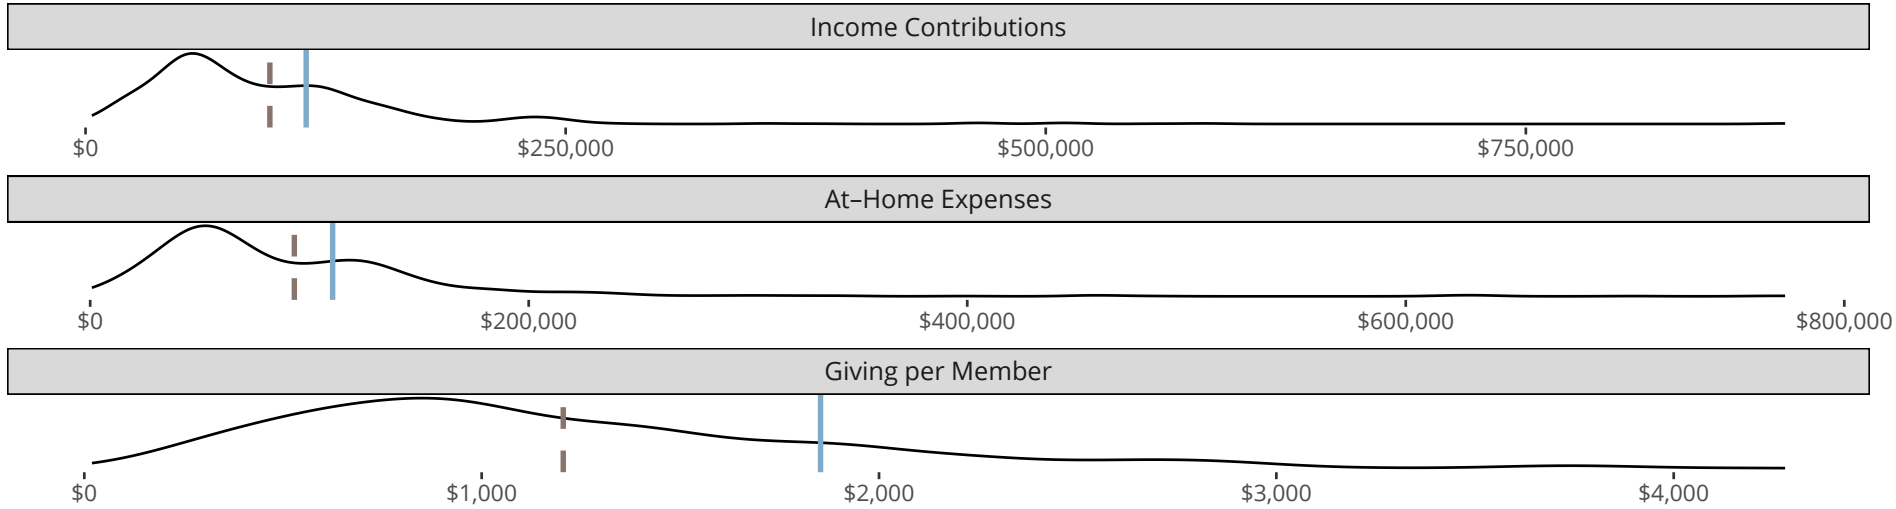 Income Contributions
$0 $250,000 $500,000 $750,000
At–Home Expenses
$0 $200,000 $400,000 $600,000 $800,000
Giving per Member
$0 $1,000 $2,000 $3,000 $4,000